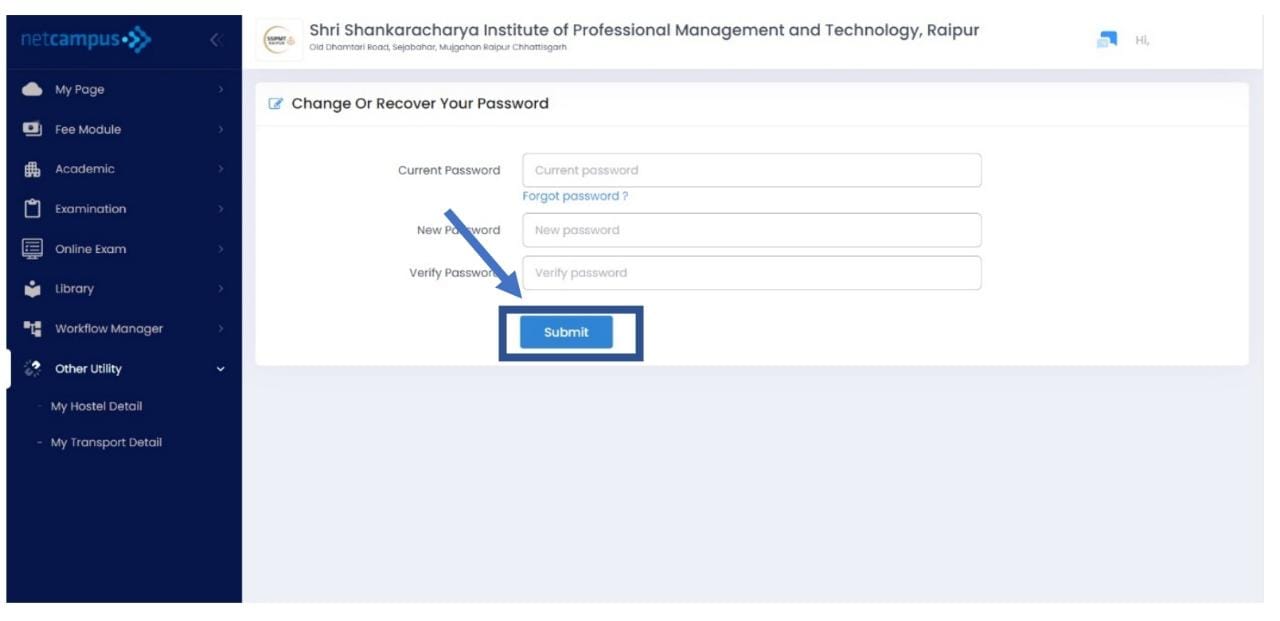 netcampus
Shri Shankaracharya Institute of Professional Management and Technology, Raipur
Old Dhamtari Road, Sejabahar, Mujgahan Raipur Chhattisgarh
Hi,
My Page
Fee Module
Academic
Examination
Online Exam
Library
Workflow Manager
Other Utility
- My Hostel Detail
- My Transport Detail
Change Or Recover Your Password
Current Password Current password
Forgot password ?
New Password New password
Verify Password Verify password
Submit